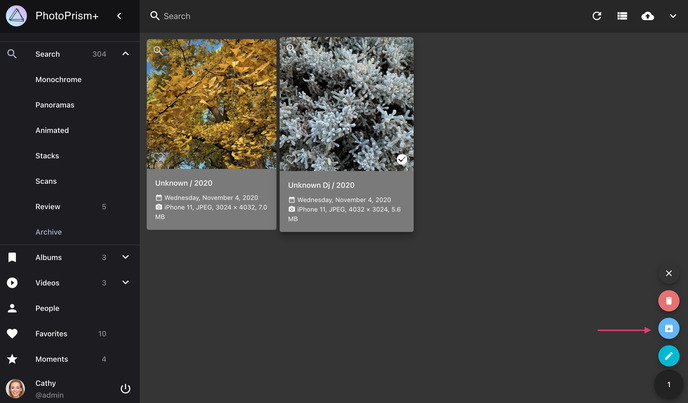 PhotoPrism+
Search
Search 304
Monochrome
Panoramas
Animated
Stacks
Scans
Review 5
Archive
Albums 3
Videos 3
People
Favorites 10
Moments 4
Cathy
@admin
Unknown / 2020
Wednesday, November 4, 2020
iPhone 11, JPEG, 3024 × 4032, 7.0
MB
Unknown Dj / 2020
Wednesday, November 4, 2020
iPhone 11, JPEG, 4032 × 3024, 5.6
MB
1